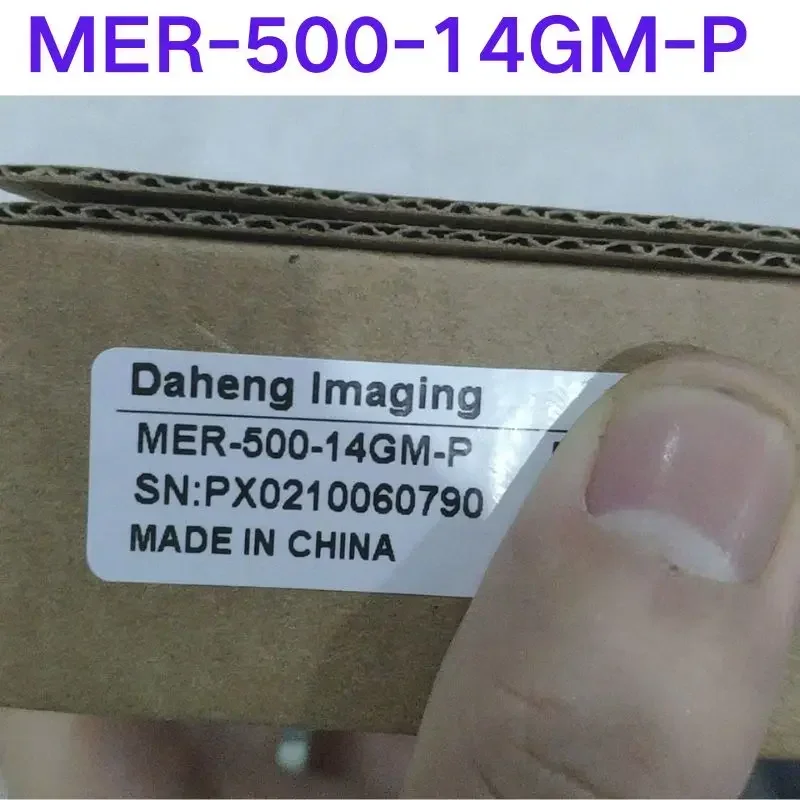 MER-500-14GM-P
Daheng Imaging
MER-500-14GM-P
SN:PX0210060790
MADE IN CHINA